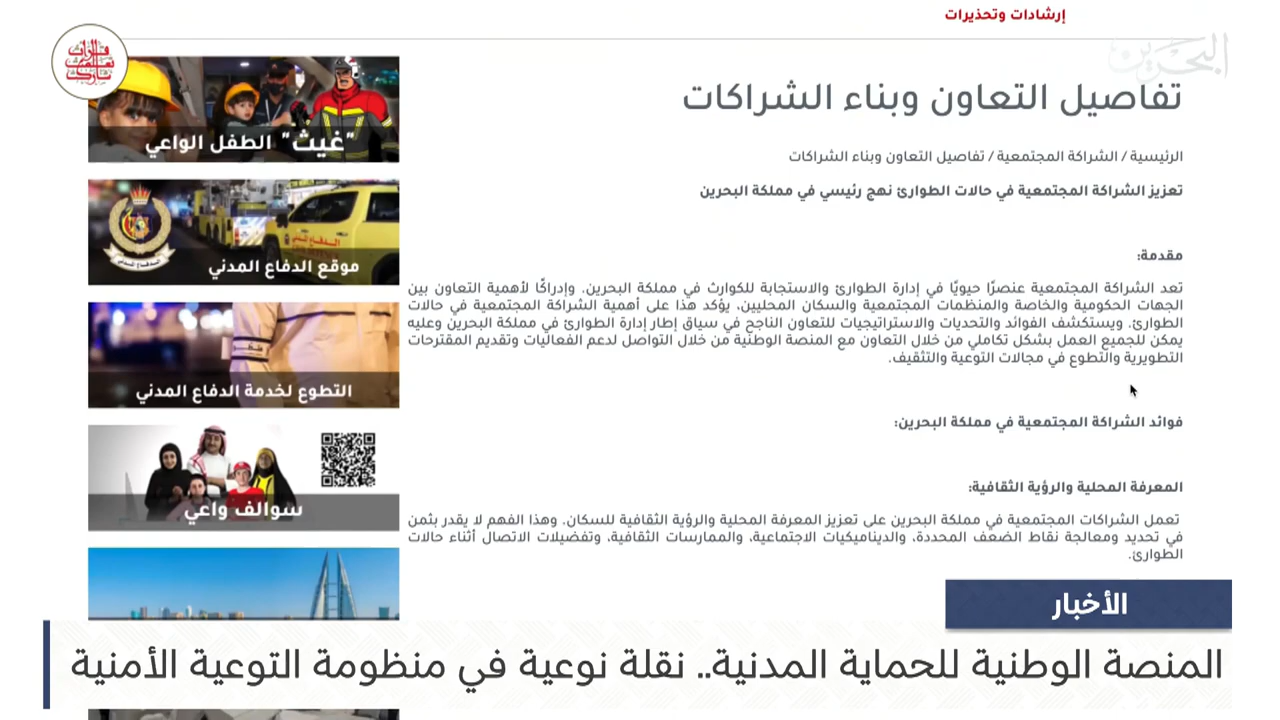 إرشادات وتحذيرات
البحرين
تفاصيل التعاون وبناء الشراكات
الرئيسية / الشراكة المجتمعية / تفاصيل التعاون وبناء الشراكات
تعزيز الشراكة المجتمعية في حالات الطوارئ نهج رئيسي في مملكة البحرين
مقدمة:
تعد الشراكة المجتمعية عنصرًا حيويًا في إدارة الطوارئ والاستجابة للكوارث في مملكة البحرين. وإدراكًا لأهمية التعاون بين
الجهات الحكومية والخاصة والمنظمات المجتمعية والسكان المحليين، يؤكد هذا على أهمية الشراكة المجتمعية في حالات
الطوارئ. ويستكشف الفوائد والتحديات والاستراتيجيات للتعاون الناجح في سياق إطار إدارة الطوارئ في مملكة البحرين وعليه
يمكن للجميع العمل بشكل تكاملي من خلال التعاون مع المنصة الوطنية من خلال التواصل لدعم الفعاليات وتقديم المقترحات
التطويرية والتطوع في مجالات التوعية والتثقيف.
فوائد الشراكة المجتمعية في مملكة البحرين:
المعرفة المحلية والرؤية الثقافية:
تعمل الشراكات المجتمعية في مملكة البحرين على تعزيز المعرفة المحلية والرؤية الثقافية للسكان. وهذا الفهم لا يقدر بثمن
في تحديد ومعالجة نقاط الضعف المحددة، والديناميكيات الاجتماعية، والممارسات الثقافية، وتفضيلات الاتصال أثناء حالات
الطوارئ.
"غيث" الطفل الواعي
الدفاع المدني
موقع الدفاع المدني
التطوع لخدمة الدفاع المدني
سوالف واعي
الأخبار
المنصة الوطنية للحماية المدنية.. نقلة نوعية في منظومة التوعية الأمنية